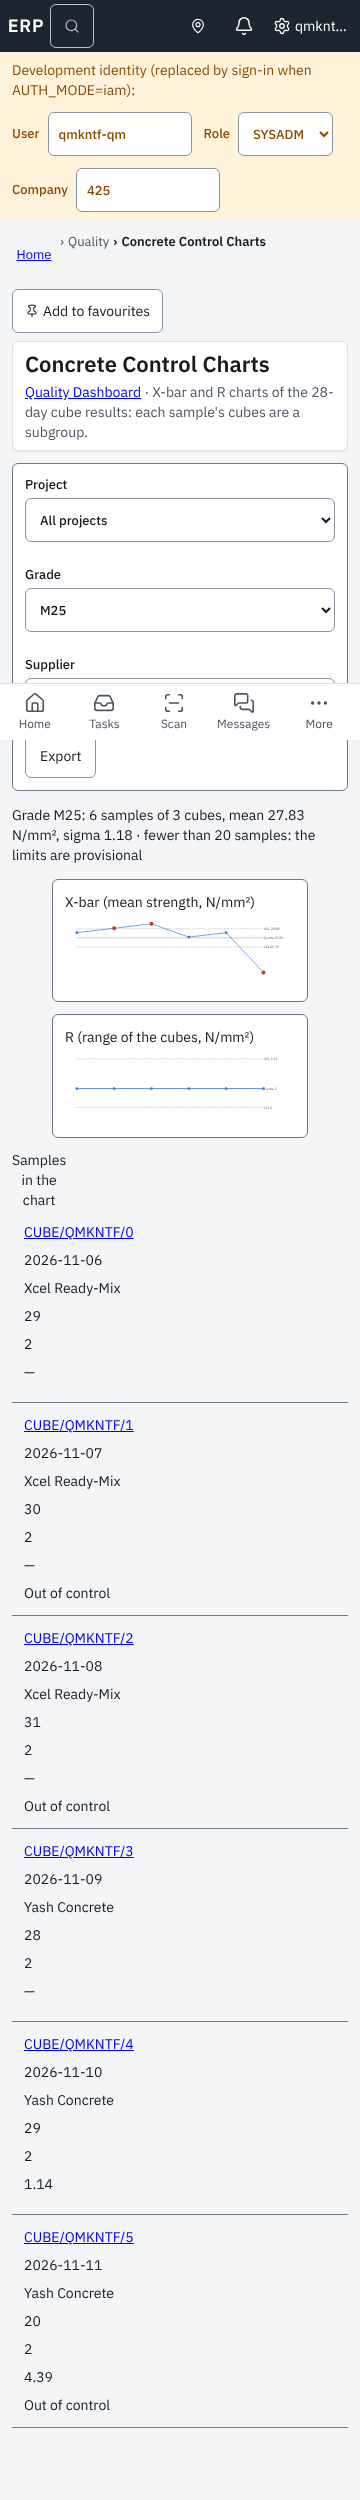 ERP
qmknt...
Development identity (replaced by sign-in when
AUTH_MODE=iam):
User
qmkntf-qm
Role
SYSADM
Company
425
Home
› Quality › Concrete Control Charts
Add to favourites
Concrete Control Charts
Quality Dashboard · X-bar and R charts of the 28-
day cube results: each sample's cubes are a
subgroup.
Project
All projects
Grade
M25
Supplier
Home
Tasks
Scan
Messages
More
Export
Grade M25: 6 samples of 3 cubes, mean 27.83
N/mm², sigma 1.18 · fewer than 20 samples: the
limits are provisional
X-bar (mean strength, N/mm²)
R (range of the cubes, N/mm²)
Samples
in the
chart
CUBE/QMKNTF/0
2026-11-06
Xcel Ready-Mix
29
2
—
CUBE/QMKNTF/1
2026-11-07
Xcel Ready-Mix
30
2
—
Out of control
CUBE/QMKNTF/2
2026-11-08
Xcel Ready-Mix
31
2
—
Out of control
CUBE/QMKNTF/3
2026-11-09
Yash Concrete
28
2
—
CUBE/QMKNTF/4
2026-11-10
Yash Concrete
29
2
1.14
CUBE/QMKNTF/5
2026-11-11
Yash Concrete
20
2
4.39
Out of control